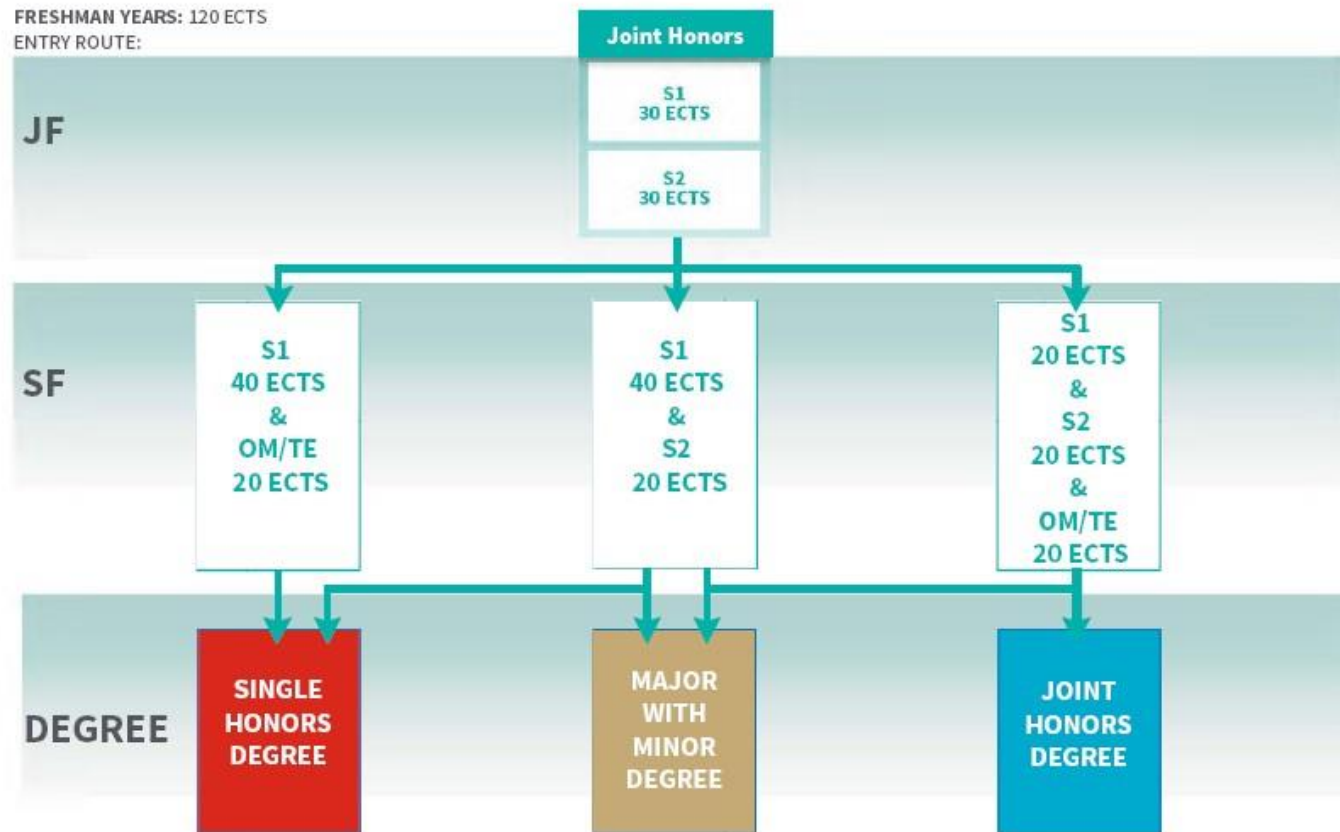 FRESHMAN YEARS: 120 ECTS
ENTRY ROUTE:
Joint Honors
JF
S1
30 ECTS
S2
30 ECTS
SF
S1
40 ECTS
&
OM/TE
20 ECTS
S1
40 ECTS
&
S2
20 ECTS
S1
20 ECTS
&
S2
20 ECTS
&
OM/TE
20 ECTS
DEGREE
SINGLE
HONORS
DEGREE
MAJOR
WITH
MINOR
DEGREE
JOINT
HONORS
DEGREE